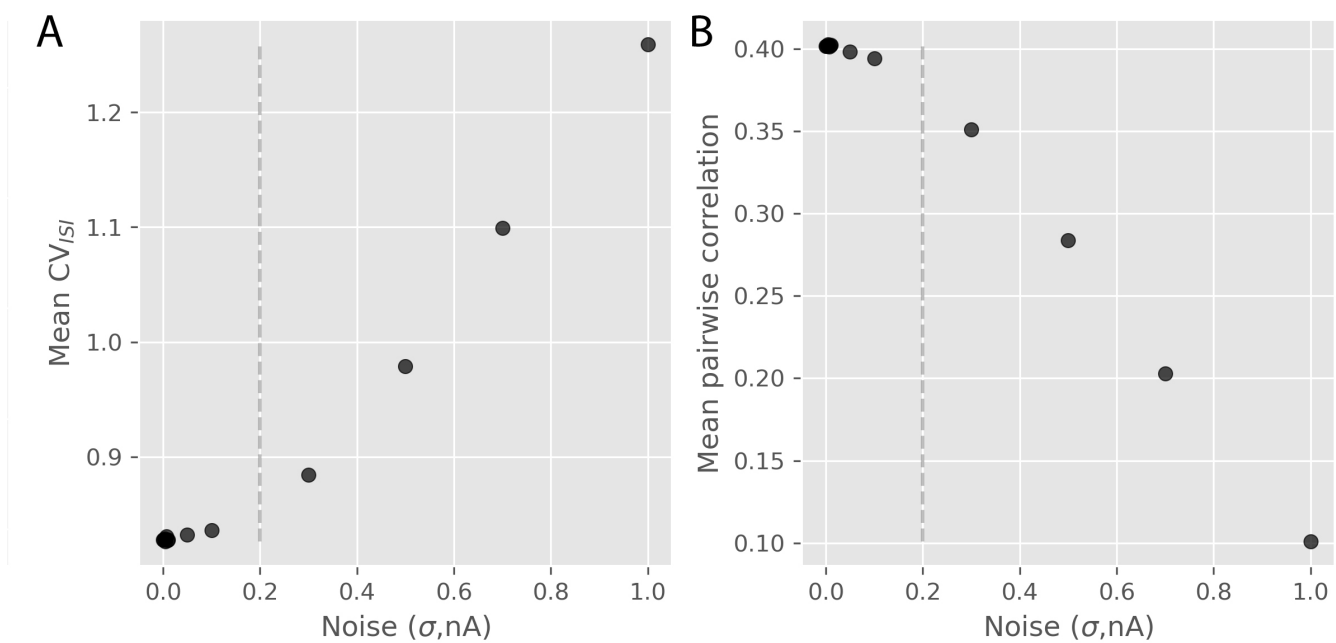 A
Mean CV_ISI
1.2
1.1
1.0
0.9
0.0 0.2 0.4 0.6 0.8 1.0
Noise (σ,nA)
B
Mean pairwise correlation
0.40
0.35
0.30
0.25
0.20
0.15
0.10
0.0 0.2 0.4 0.6 0.8 1.0
Noise (σ,nA)